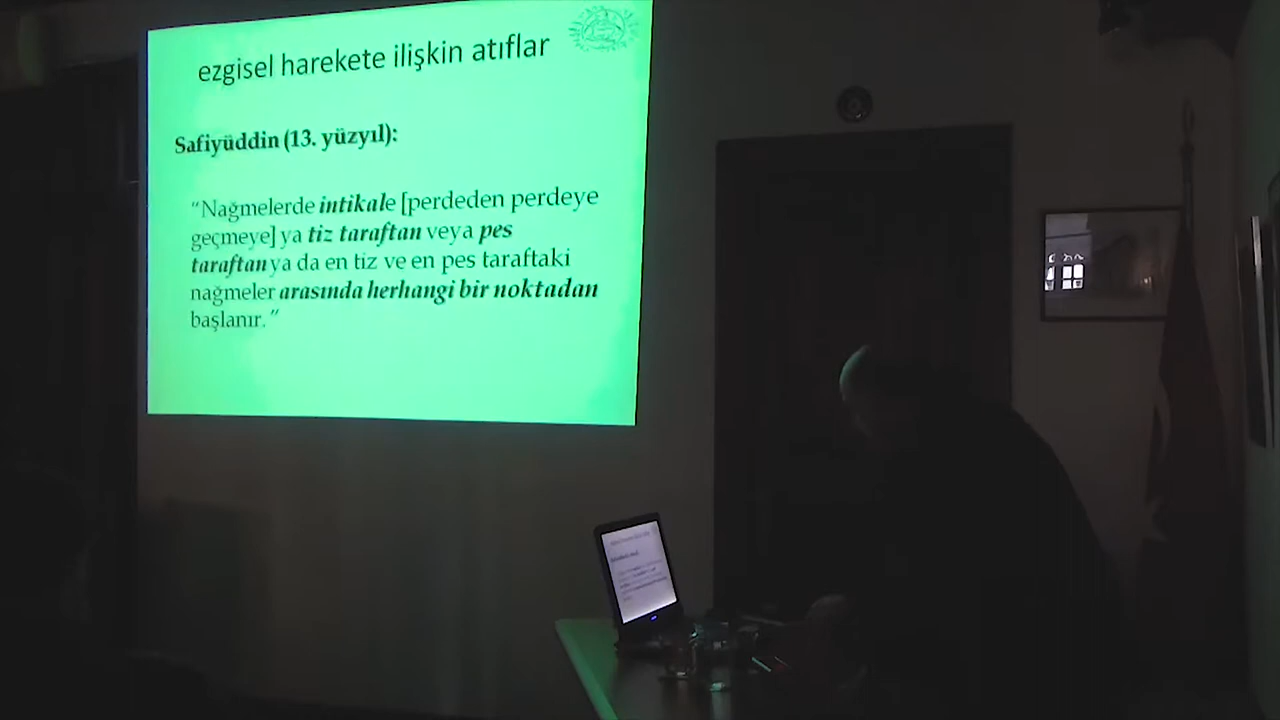 ezgisel harekete ilişkin atıflar
Safiyüddin (13. yüzyıl):
“Nağmelerde intikale [perdeden perdeye
geçmeye] ya tiz taraftan veya pes
taraftan ya da en tiz ve en pes taraftaki
nağmeler arasında herhangi bir noktadan
başlanır.”